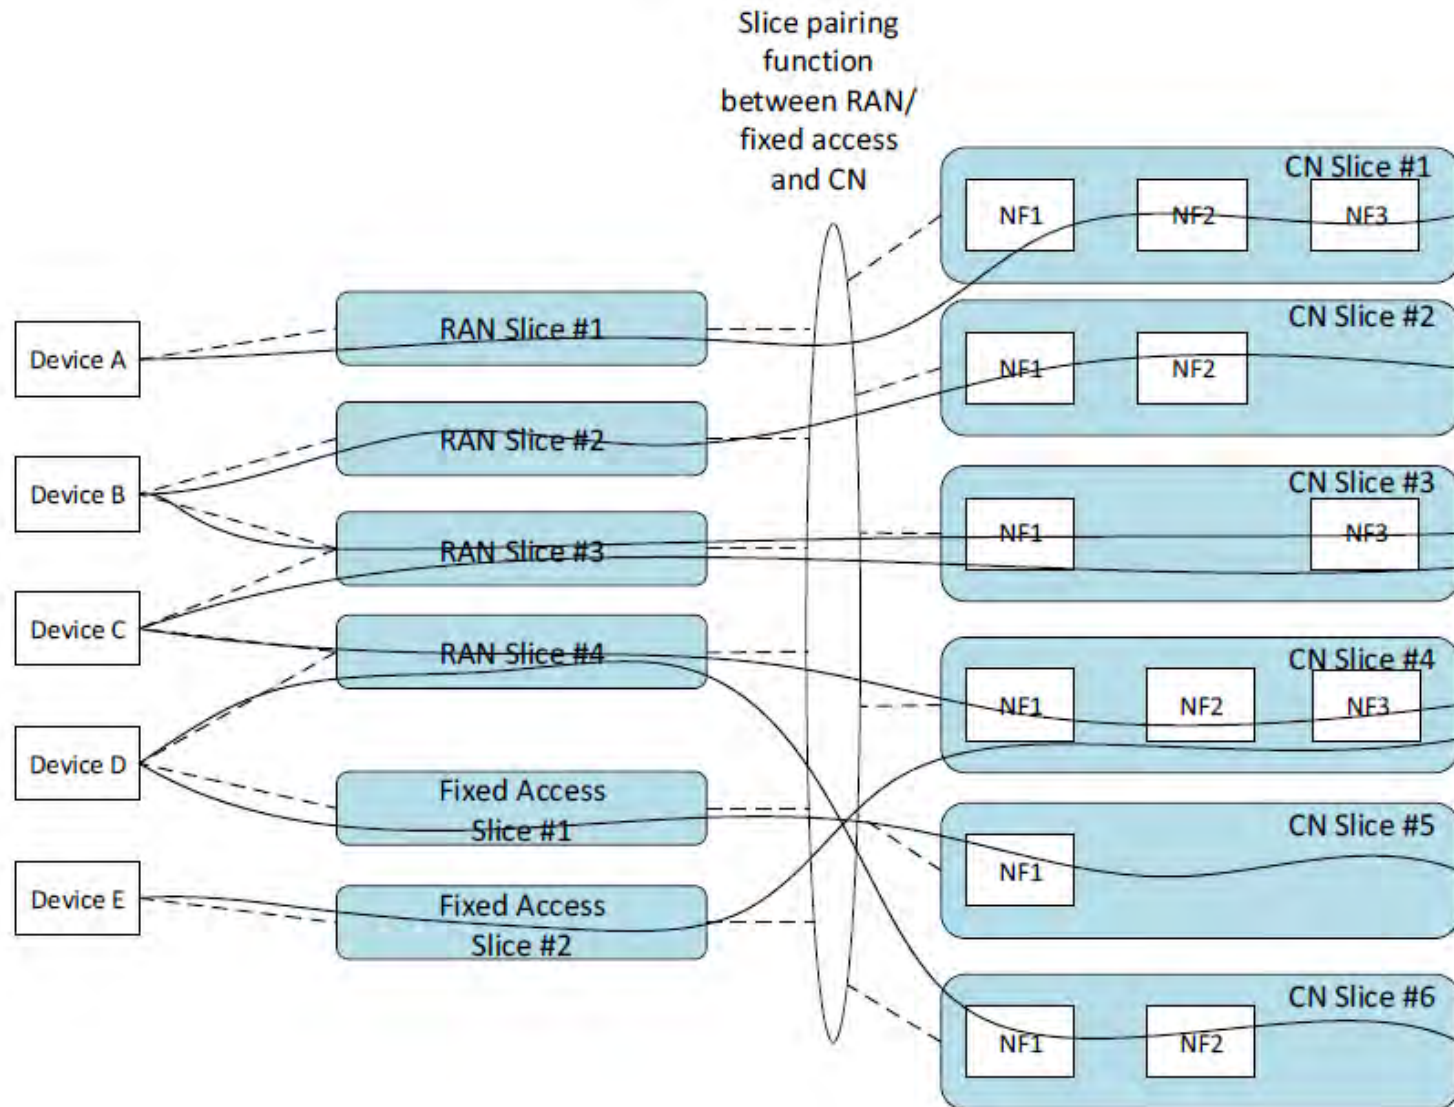 Slice pairing
function
between RAN/
fixed access
and CN
CN Slice #1
NF1
NF2
NF3
RAN Slice #1
Device A
CN Slice #2
NF1
NF2
RAN Slice #2
Device B
CN Slice #3
NF1
NF3
RAN Slice #3
Device C
RAN Slice #4
CN Slice #4
NF1
NF2
NF3
Device D
Fixed Access
Slice #1
CN Slice #5
NF1
Device E
Fixed Access
Slice #2
CN Slice #6
NF1
NF2